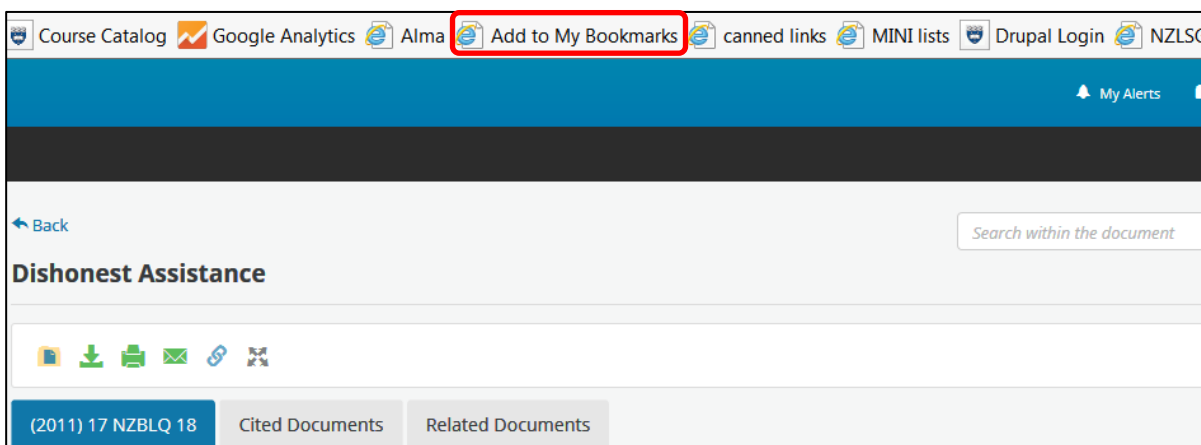 Course Catalog Google Analytics Alma Add to My Bookmarks canned links MINI lists Drupal Login
My Alerts
Back
Search within the document
Dishonest Assistance
(2011) 17 NZBLQ 18 Cited Documents Related Documents